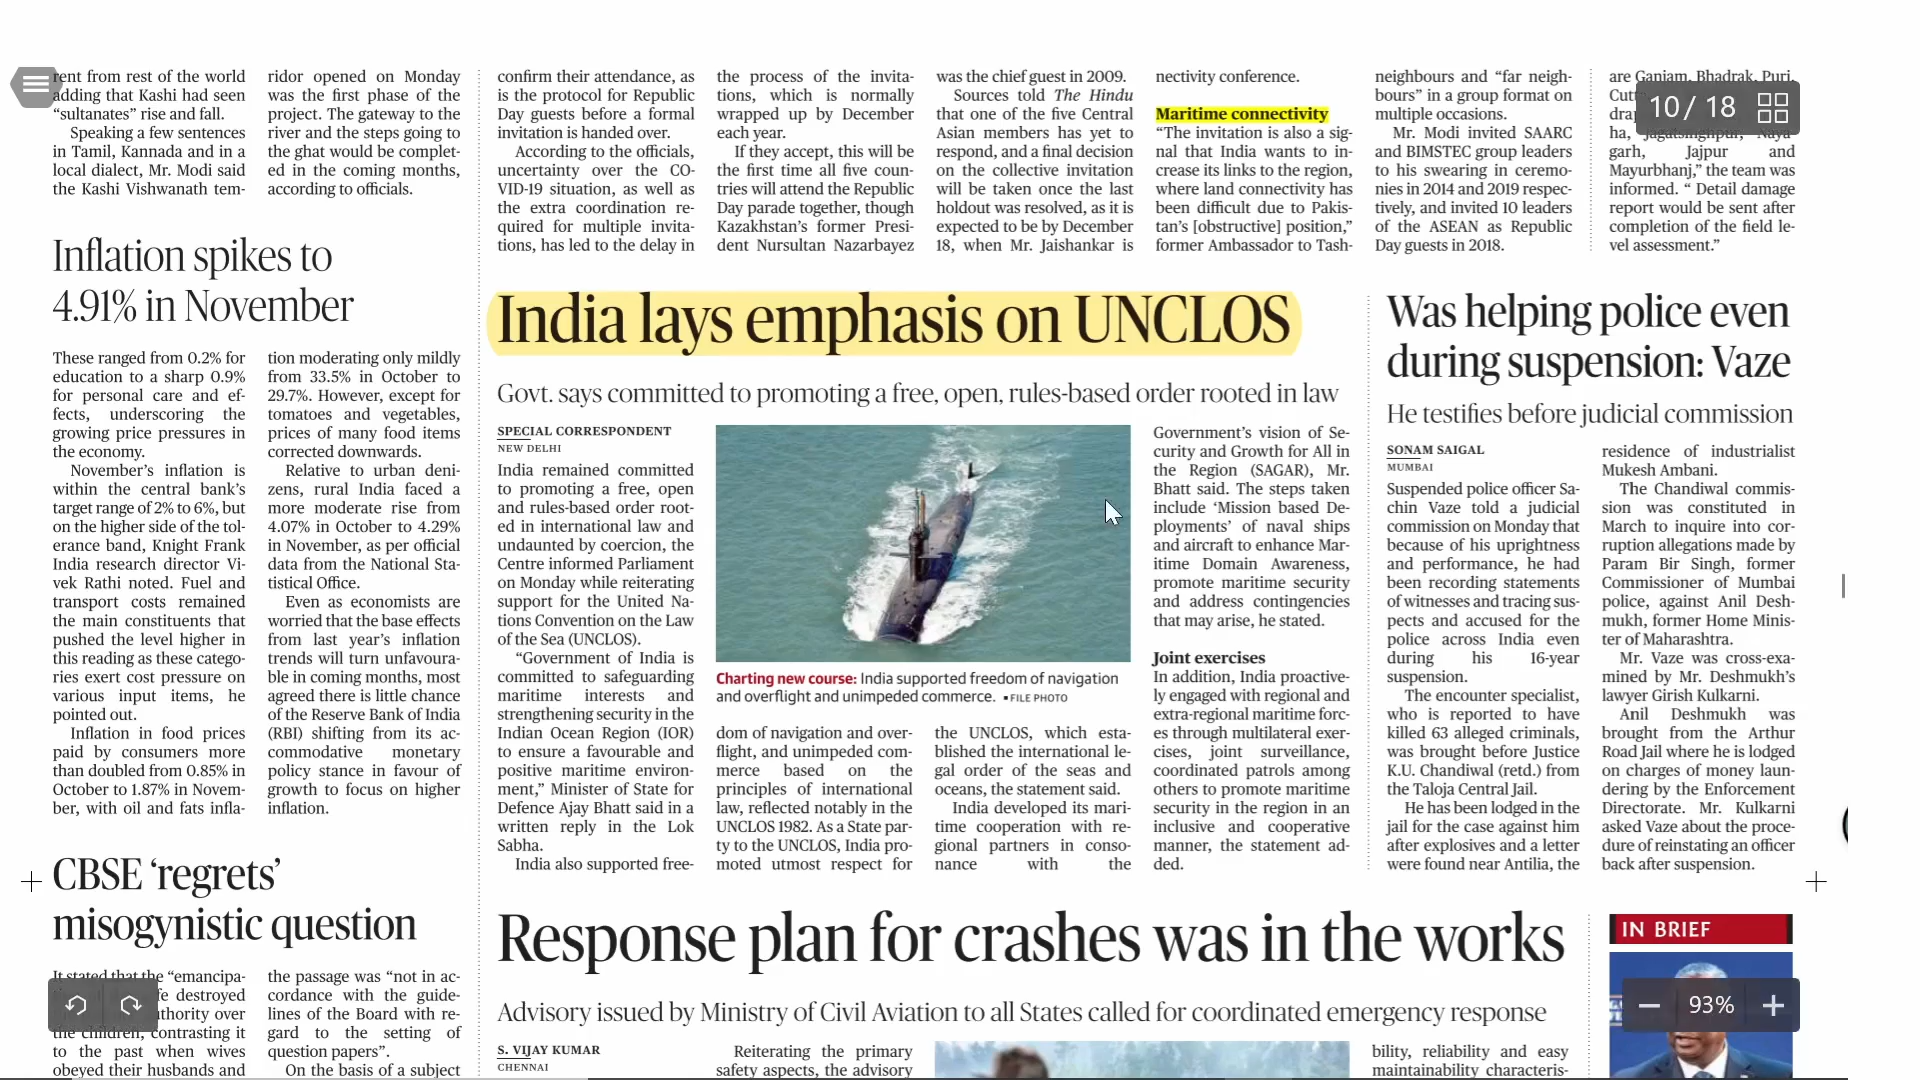 rent from rest of the world
adding that Kashi had seen
“sultanates” rise and fall.
Speaking a few sentences
in Tamil, Kannada and in a
local dialect, Mr. Modi said
the Kashi Vishwanath tem-
ridor opened on Monday
was the first phase of the
project. The gateway to the
river and the steps going to
the ghat would be complet-
ed in the coming months,
according to officials.
Inflation spikes to
4.91% in November
These ranged from 0.2% for
education to a sharp 0.9%
for personal care and ef-
fects, underscoring the
growing price pressures in
the economy.
November’s inflation is
within the central bank’s
target range of 2% to 6%, but
on the higher side of the tol-
erance band, Knight Frank
India research director Vi-
vek Rathi noted. Fuel and
transport costs remained
the main constituents that
pushed the level higher in
this reading as these catego-
ries exert cost pressure on
various input items, he
pointed out.
Inflation in food prices
paid by consumers more
than doubled from 0.85% in
October to 1.87% in Novem-
ber, with oil and fats infla-
tion moderating only mildly
from 33.5% in October to
29.7%. However, except for
tomatoes and vegetables,
prices of many food items
corrected downwards.
Relative to urban deni-
zens, rural India faced a
more moderate rise from
4.07% in October to 4.29%
in November, as per official
data from the National Sta-
tistical Office.
Even as economists are
worried that the base effects
from last year’s inflation
trends will turn unfavoura-
ble in coming months, most
agreed there is little chance
of the Reserve Bank of India
(RBI) shifting from its ac-
commodative monetary
policy stance in favour of
growth to focus on higher
inflation.
CBSE ‘regrets’
misogynistic question
It stated that the “emancipa-
fe destroyed
uthority over
the children, contrasting it
to the past when wives
obeyed their husbands and
the passage was “not in ac-
cordance with the guide-
lines of the Board with re-
gard to the setting of
question papers”.
On the basis of a subject
confirm their attendance, as
is the protocol for Republic
Day guests before a formal
invitation is handed over.
According to the officials,
uncertainty over the CO-
VID-19 situation, as well as
the extra coordination re-
quired for multiple invita-
tions, has led to the delay in
the process of the invita-
tions, which is normally
wrapped up by December
each year.
If they accept, this will be
the first time all five coun-
tries will attend the Republic
Day parade together, though
Kazakhstan’s former Presi-
dent Nursultan Nazarbayez
was the chief guest in 2009.
Sources told The Hindu
that one of the five Central
Asian members has yet to
respond, and a final decision
on the collective invitation
will be taken once the last
holdout was resolved, as it is
expected to be by December
18, when Mr. Jaishankar is
nectivity conference.
Maritime connectivity
“The invitation is also a sig-
nal that India wants to in-
crease its links to the region,
where land connectivity has
been difficult due to Pakis-
tan’s [obstructive] position,”
former Ambassador to Tash-
neighbours and “far neigh-
bours” in a group format on
multiple occasions.
Mr. Modi invited SAARC
and BIMSTEC group leaders
to his swearing in ceremo-
nies in 2014 and 2019 respec-
tively, and invited 10 leaders
of the ASEAN as Republic
Day guests in 2018.
are Ganjam, Bhadrak, Puri,
Cutt
drap
ha, Jagatsinghpur, Naya-
garh, Jajpur and
Mayurbhanj,” the team was
informed. “ Detail damage
report would be sent after
completion of the field le-
vel assessment.”
10 / 18
India lays emphasis on UNCLOS
Govt. says committed to promoting a free, open, rules-based order rooted in law
SPECIAL CORRESPONDENT
NEW DELHI
India remained committed
to promoting a free, open
and rules-based order root-
ed in international law and
undaunted by coercion, the
Centre informed Parliament
on Monday while reiterating
support for the United Na-
tions Convention on the Law
of the Sea (UNCLOS).
“Government of India is
committed to safeguarding
maritime interests and
strengthening security in the
Indian Ocean Region (IOR)
to ensure a favourable and
positive maritime environ-
ment,” Minister of State for
Defence Ajay Bhatt said in a
written reply in the Lok
Sabha.
India also supported free-
Charting new course: India supported freedom of navigation
and overflight and unimpeded commerce. ▪ FILE PHOTO
dom of navigation and over-
flight, and unimpeded com-
merce based on the
principles of international
law, reflected notably in the
UNCLOS 1982. As a State par-
ty to the UNCLOS, India pro-
moted utmost respect for
the UNCLOS, which esta-
blished the international le-
gal order of the seas and
oceans, the statement said.
India developed its mari-
time cooperation with re-
gional partners in conso-
nance with the
Government’s vision of Se-
curity and Growth for All in
the Region (SAGAR), Mr.
Bhatt said. The steps taken
include ‘Mission based De-
ployments’ of naval ships
and aircraft to enhance Mar-
itime Domain Awareness,
promote maritime security
and address contingencies
that may arise, he stated.
Joint exercises
In addition, India proactive-
ly engaged with regional and
extra-regional maritime forc-
es through multilateral exer-
cises, joint surveillance,
coordinated patrols among
others to promote maritime
security in the region in an
inclusive and cooperative
manner, the statement ad-
ded.
Was helping police even
during suspension: Vaze
He testifies before judicial commission
SONAM SAIGAL
MUMBAI
Suspended police officer Sa-
chin Vaze told a judicial
commission on Monday that
because of his uprightness
and performance, he had
been recording statements
of witnesses and tracing sus-
pects and accused for the
police across India even
during his 16-year
suspension.
The encounter specialist,
who is reported to have
killed 63 alleged criminals,
was brought before Justice
K.U. Chandiwal (retd.) from
the Taloja Central Jail.
He has been lodged in the
jail for the case against him
after explosives and a letter
were found near Antilia, the
residence of industrialist
Mukesh Ambani.
The Chandiwal commis-
sion was constituted in
March to inquire into cor-
ruption allegations made by
Param Bir Singh, former
Commissioner of Mumbai
police, against Anil Desh-
mukh, former Home Minis-
ter of Maharashtra.
Mr. Vaze was cross-exa-
mined by Mr. Deshmukh’s
lawyer Girish Kulkarni.
Anil Deshmukh was
brought from the Arthur
Road Jail where he is lodged
on charges of money laun-
dering by the Enforcement
Directorate. Mr. Kulkarni
asked Vaze about the proce-
dure of reinstating an officer
back after suspension.
Response plan for crashes was in the works
Advisory issued by Ministry of Civil Aviation to all States called for coordinated emergency response
S. VIJAY KUMAR
CHENNAI
Reiterating the primary
safety aspects, the advisory
bility, reliability and easy
maintainability characteris-
IN BRIEF
93%